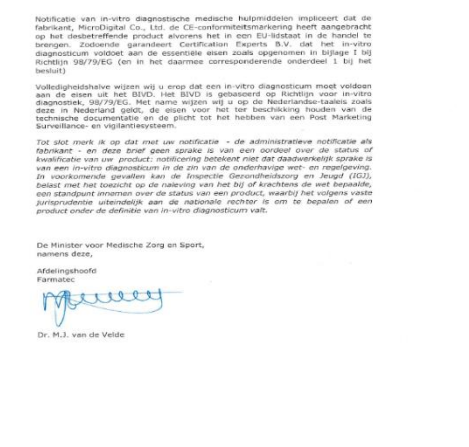 Notificatie van in-vitro diagnostische medische hulpmiddelen impliceert dat de
fabrikant, MicroDigital Co., Ltd. de CE-conformiteitsmarkering heeft aangebracht
op het desbetreffende product alvorens het in een EU-lidstaat in de handel te
brengen. Zodoende garandeert Certification Experts B.V. dat het in-vitro
diagnosticum voldoet aan de essentiële eisen zoals opgenomen in bijlage I bij
Richtlijn 98/79/EG (en in het daarmee corresponderende onderdeel 1 bij het
besluit)
Volledigheidshalve wijzen wij u erop dat een in-vitro diagnosticum moet voldoen
aan de eisen uit het BIVD. Het BIVD is gebaseerd op Richtlijn voor in-vitro
diagnostiek, 98/79/EG. Met name wijzen wij u op de Nederlandse-taaleis zoals
deze in Nederland geldt, de eisen voor het ter beschikking houden van de
technische documentatie en de plicht tot het hebben van een Post Marketing
Surveillance- en vigilantiesysteem.
Tot slot merk ik op dat met uw notificatie - de administratieve notificatie als
fabrikant - en deze brief geen sprake is van een oordeel over de status of
kwalificatie van uw product: notificering betekent niet dat daadwerkelijk sprake is
van een in-vitro diagnosticum in de zin van de onderhavige wet- en regelgeving.
In voorkomende gevallen kan de Inspectie Gezondheidszorg en Jeugd (IGJ),
belast met het toezicht op de naleving van het bij of krachtens de wet bepaalde,
een standpunt innemen over de status van een product, waarbij het volgens vaste
jurisprudentie uiteindelijk aan de nationale rechter is om te bepalen of een
product onder de definitie van in-vitro diagnosticum valt.
De Minister voor Medische Zorg en Sport,
namens deze,
Afdelingshoofd
Farmatec
Dr. M.J. van de Velde